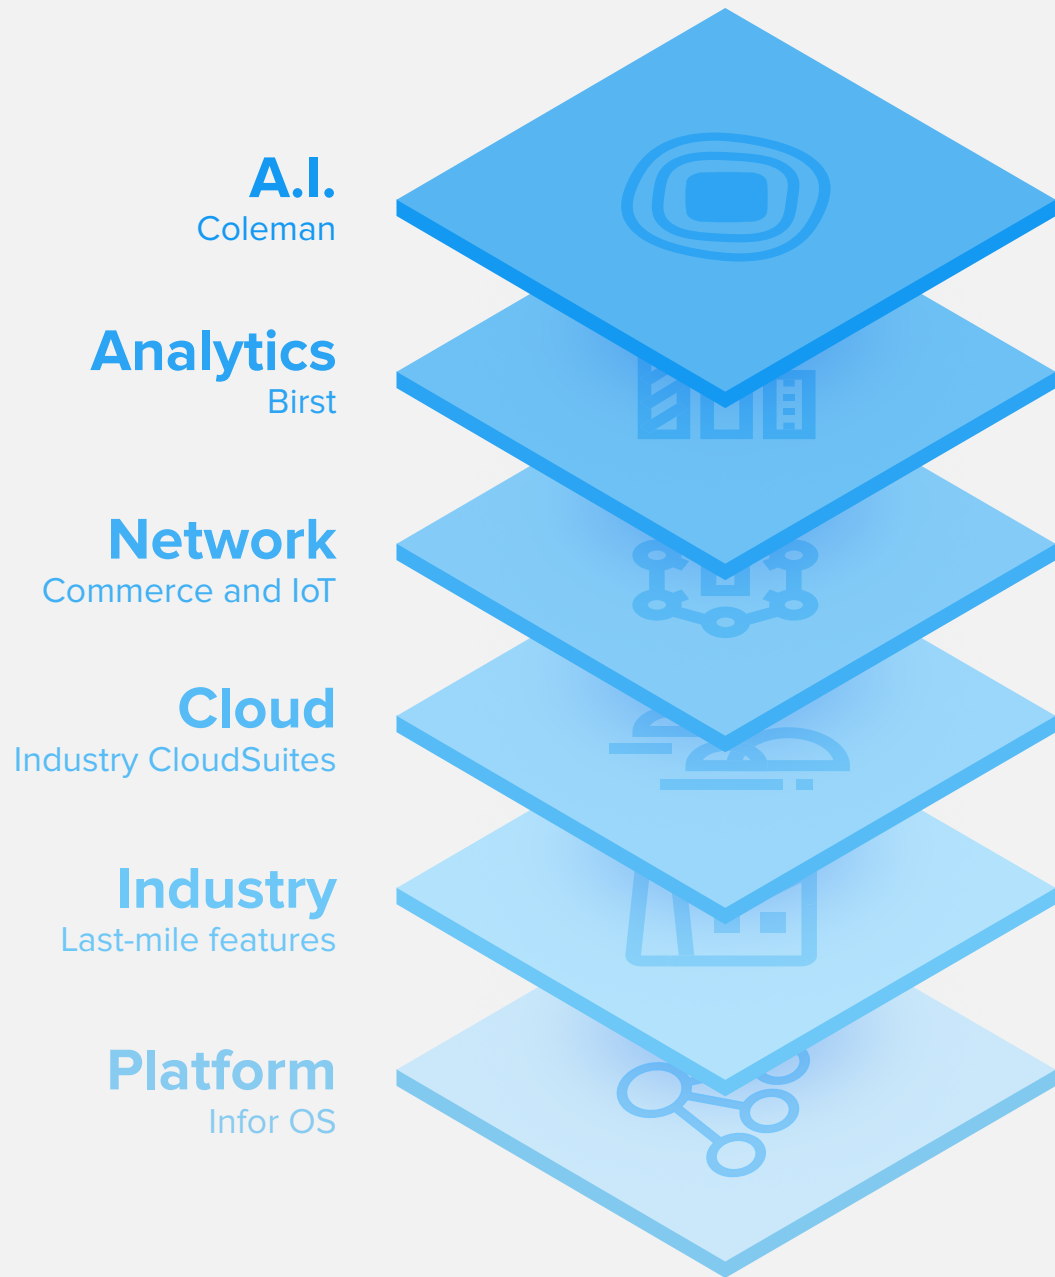 A.I.
Coleman
Analytics
Birst
Network
Commerce and IoT
Cloud
Industry CloudSuites
Industry
Last-mile features
Platform
Infor OS